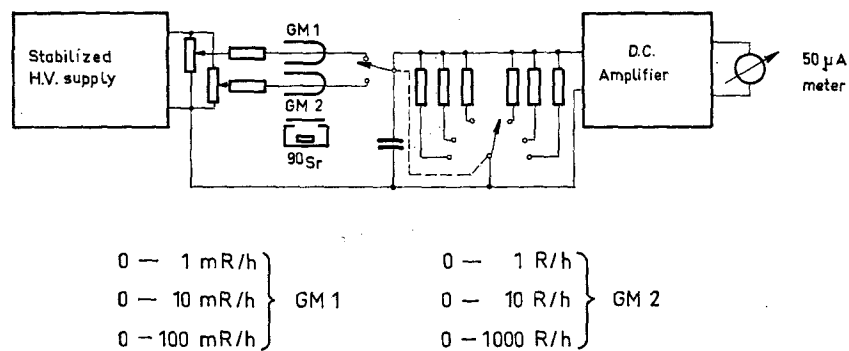 Stabilized
H.V. supply
GM 1
GM 2
90Sr
D.C.
Amplifier
50 µA
meter
0 — 1 mR/h
0 — 10 mR/h
0 — 100 mR/h
GM 1
0 — 1 R/h
0 — 10 R/h
0 — 1000 R/h
GM 2